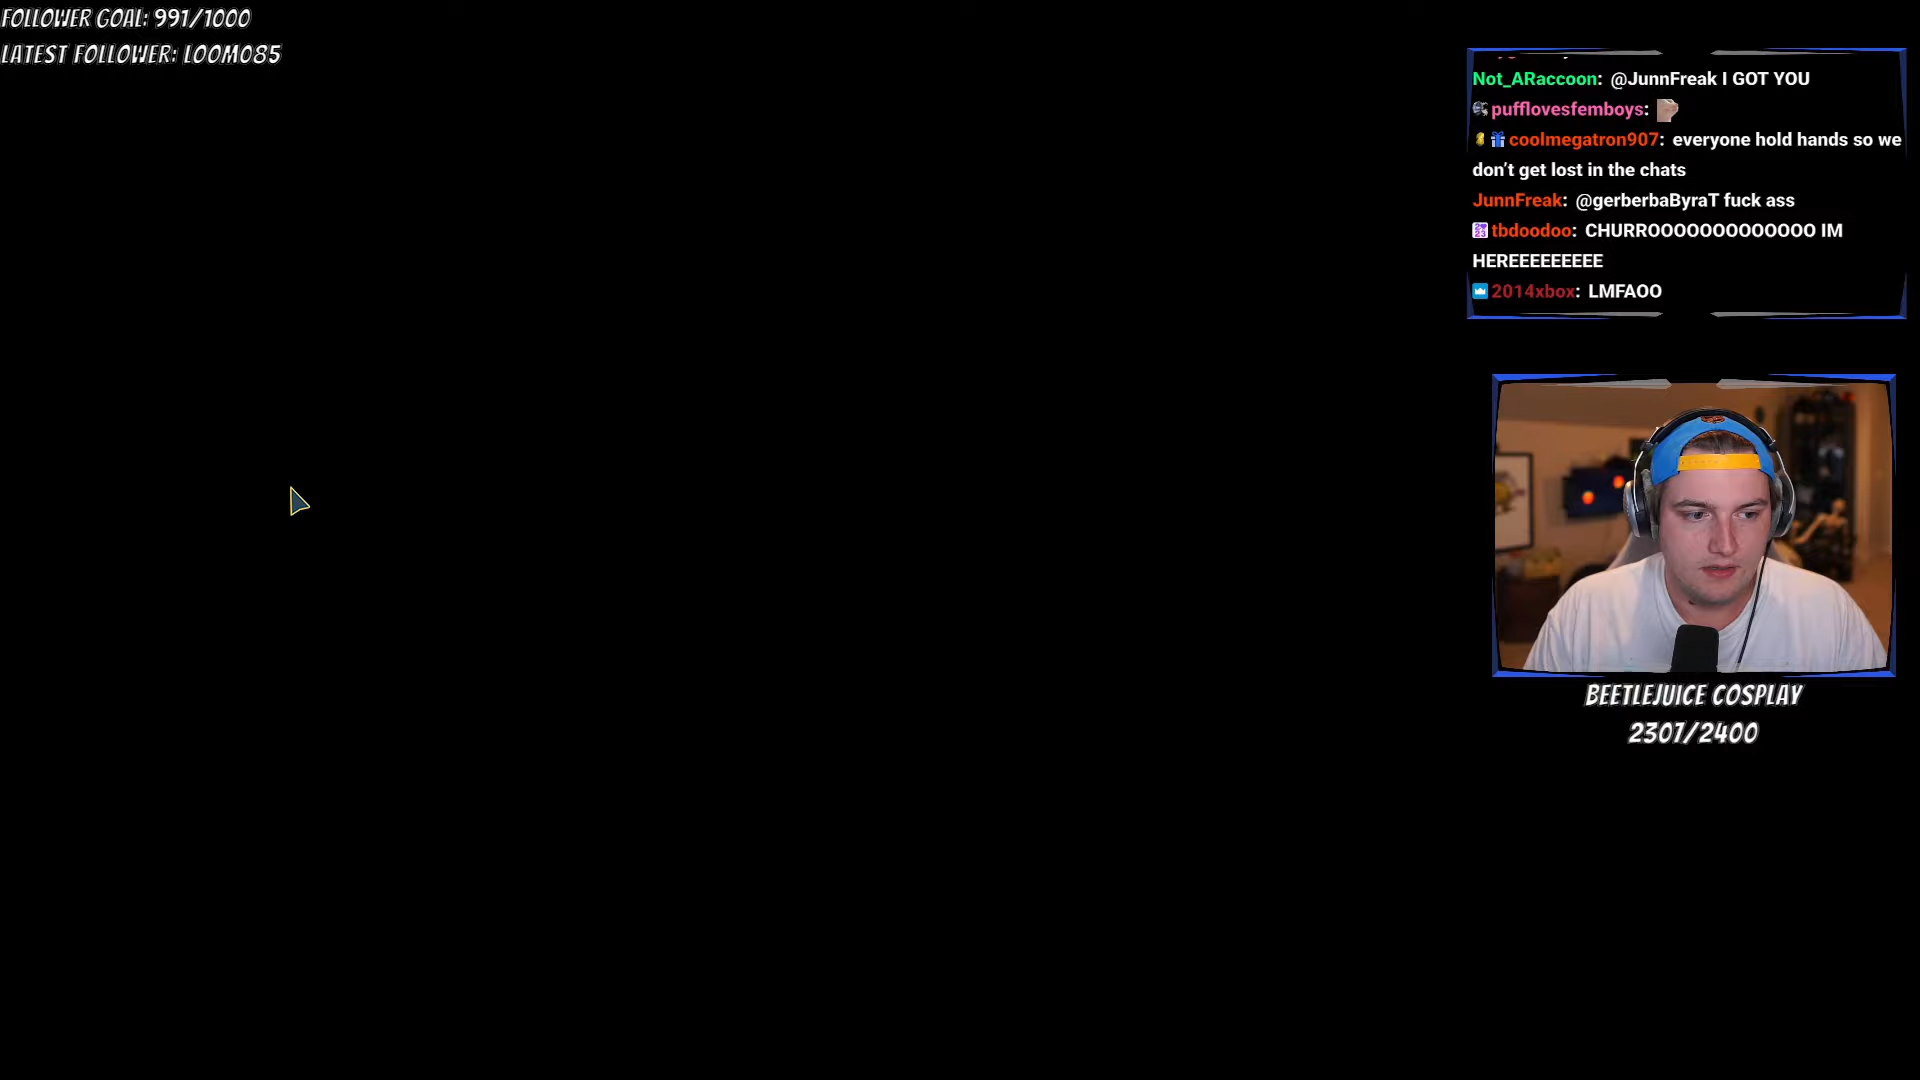 FOLLOWER GOAL: 991/1000
LATEST FOLLOWER: LOOMO85
Not_ARaccoon: @JunnFreak I GOT YOU
pufflovesfemboys:
coolmegatron907: everyone hold hands so we
don't get lost in the chats
JunnFreak: @gerberbaByraT fuck ass
tbdoodoo: CHURROOOOOOOOOOOOO IM
HEREEEEEEEEE
2014xbox: LMFAOO
BEETLEJUICE COSPLAY
2307/2400